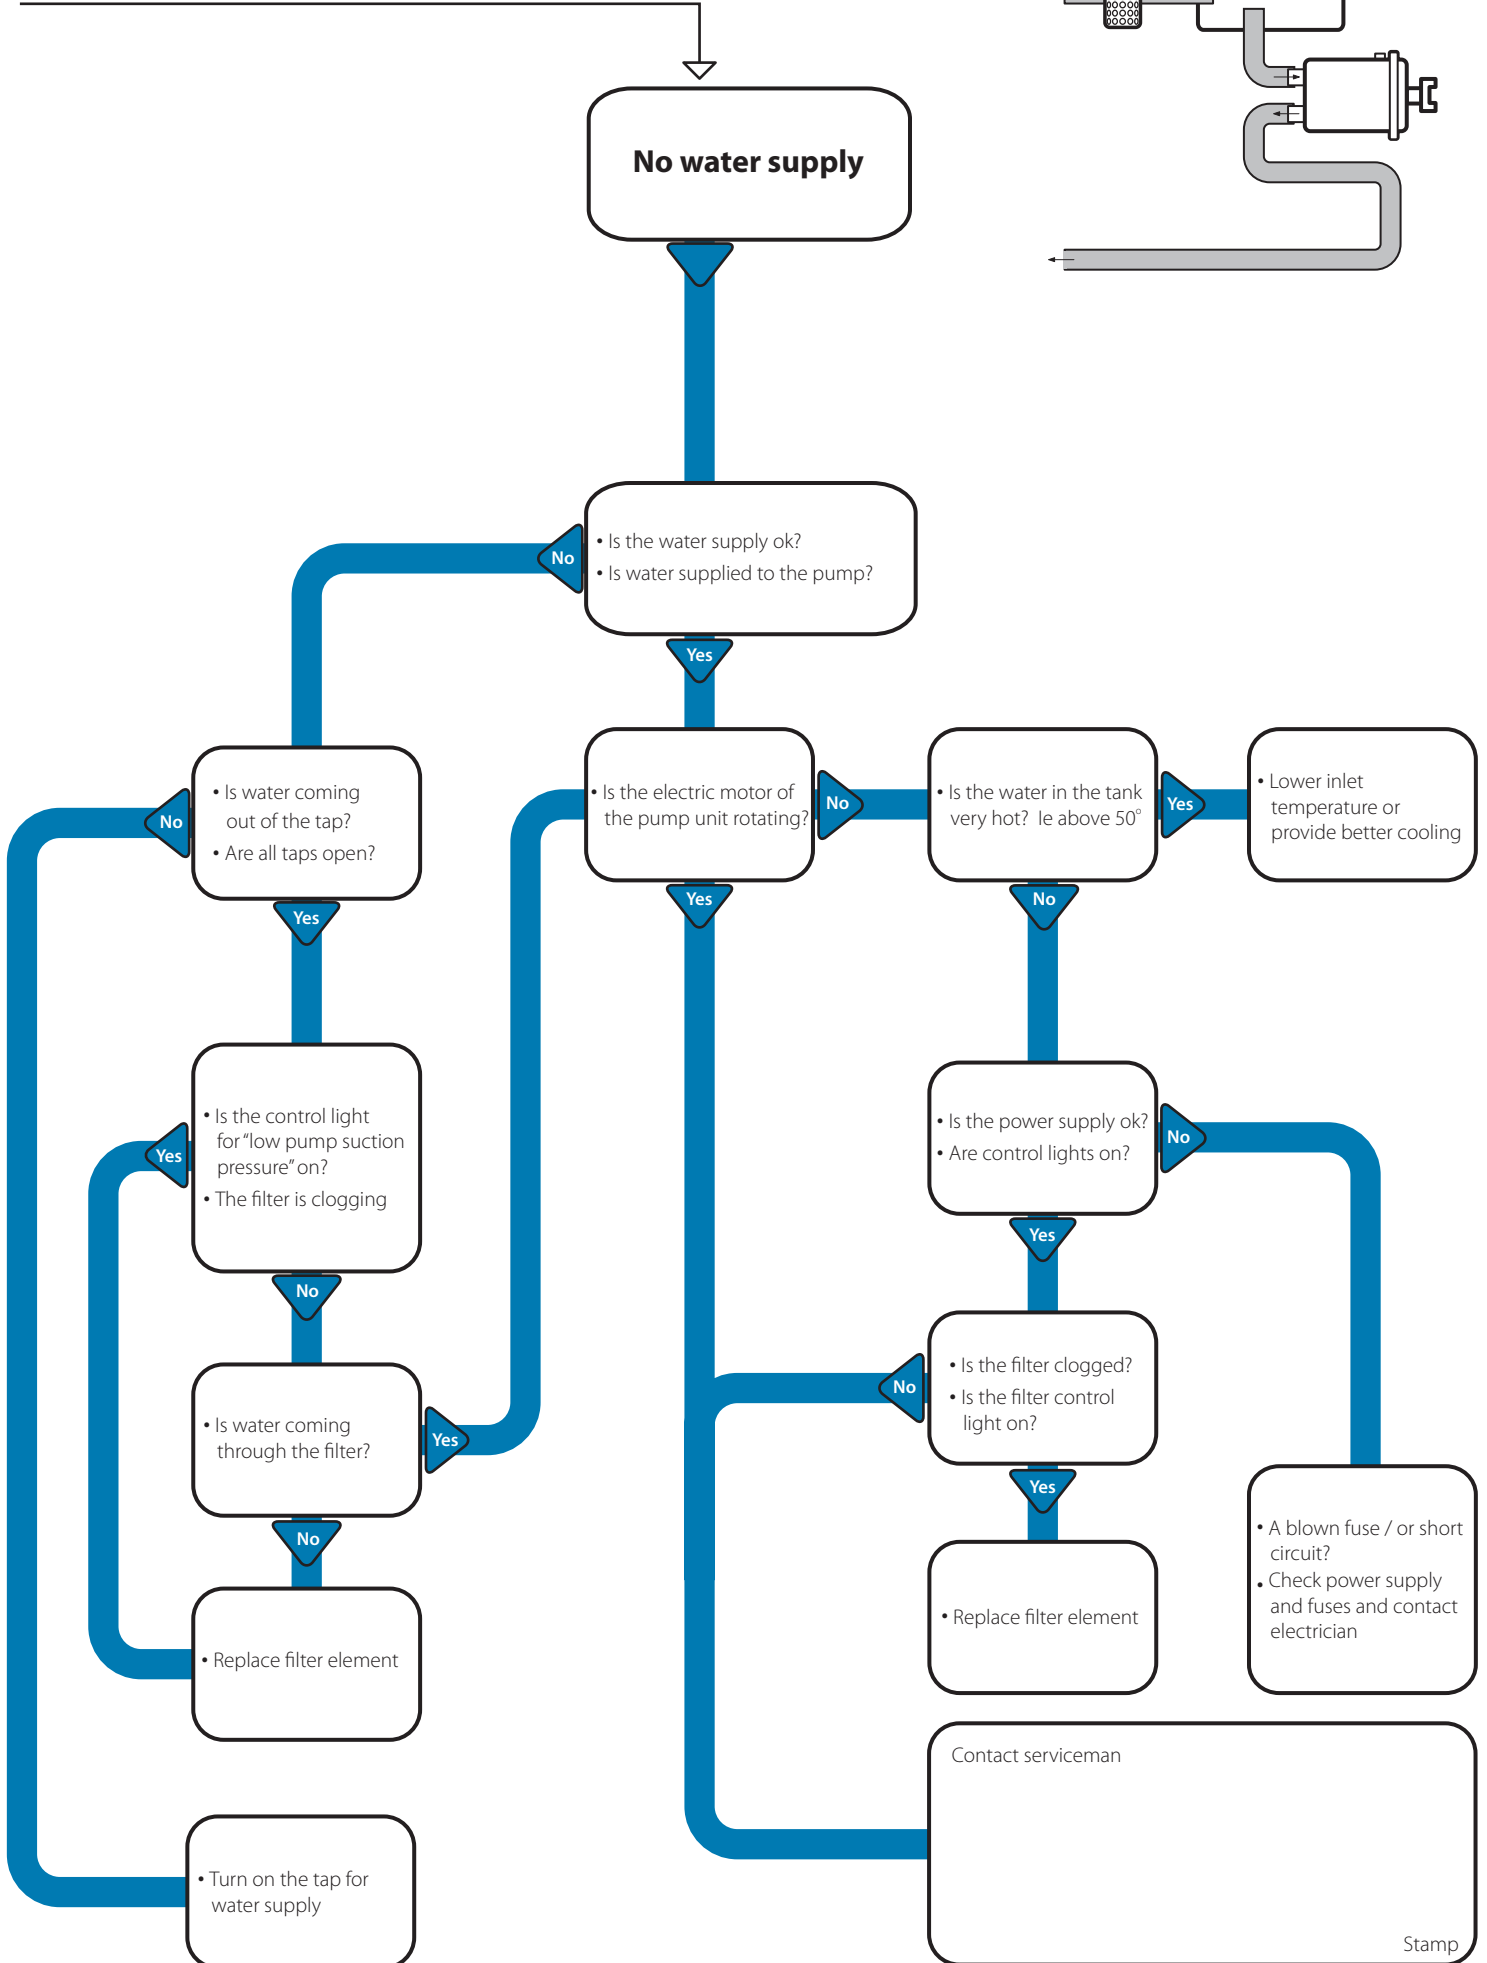 No water supply
• Is the water supply ok?
• Is water supplied to the pump?
No
Yes
• Is water coming
out of the tap?
• Are all taps open?
No
Yes
• Is the electric motor of
the pump unit rotating?
No
Yes
• Is the water in the tank
very hot? Ie above 50°
Yes
No
• Lower inlet
temperature or
provide better cooling
• Is the control light
for “low pump suction
pressure” on?
• The filter is clogging
Yes
No
• Is the power supply ok?
• Are control lights on?
No
Yes
• Is water coming
through the filter?
Yes
No
• Is the filter clogged?
• Is the filter control
light on?
No
Yes
• Replace filter element
• Replace filter element
• A blown fuse / or short
circuit?
• Check power supply
and fuses and contact
electrician
• Turn on the tap for
water supply
Contact serviceman
Stamp